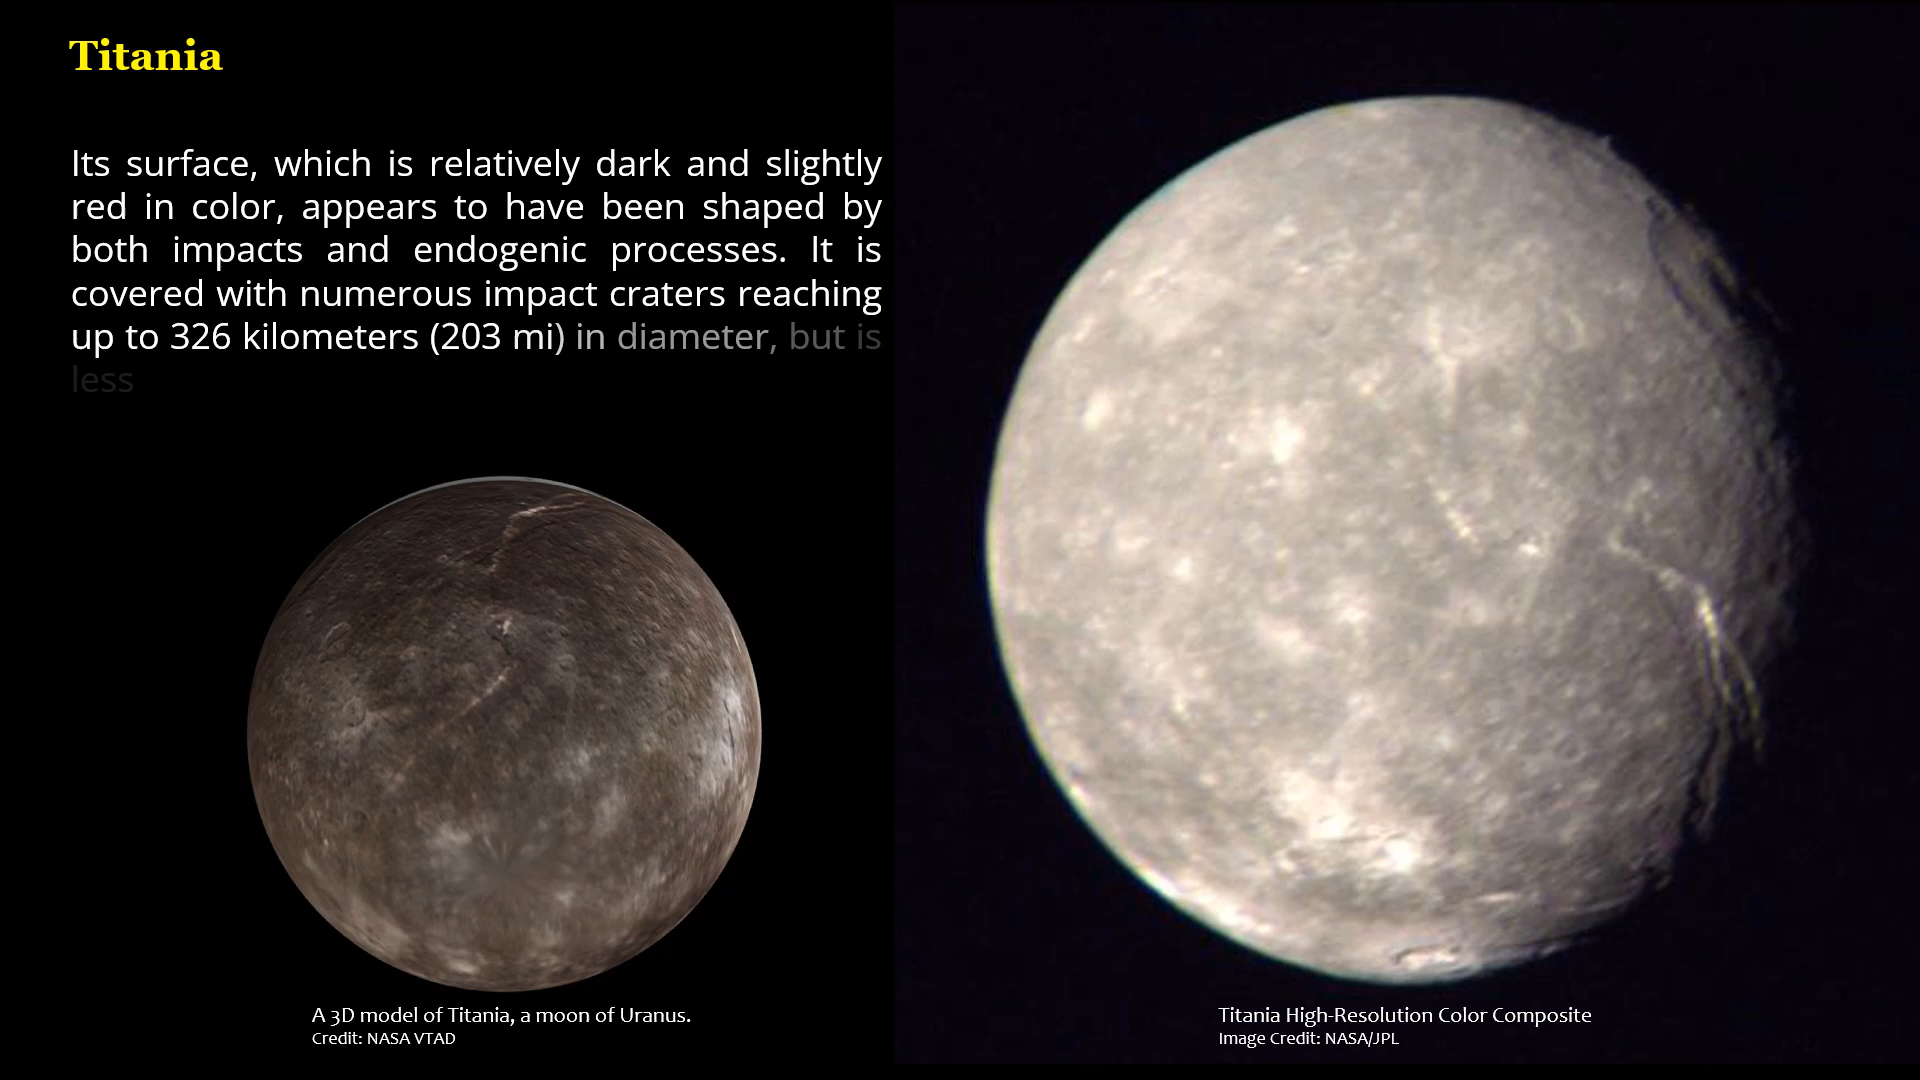 Titania
Its surface, which is relatively dark and slightly
red in color, appears to have been shaped by
both impacts and endogenic processes. It is
covered with numerous impact craters reaching
up to 326 kilometers (203 mi) in diameter, but is
less
A 3D model of Titania, a moon of Uranus.
Credit: NASA VTAD
Titania High-Resolution Color Composite
Image Credit: NASA/JPL